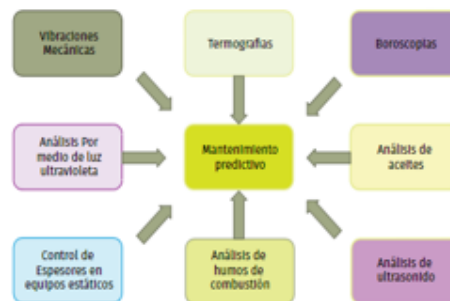 Vibraciones
Mecánicas
Termografias
Boroscopias
Análisis Por
medio de luz
ultravioleta
Mantenimiento
predictivo
Análisis de
aceites
Control de
Espesores en
equipos estáticos
Análisis de
humos de
combustión
Análisis de
ultrasonido